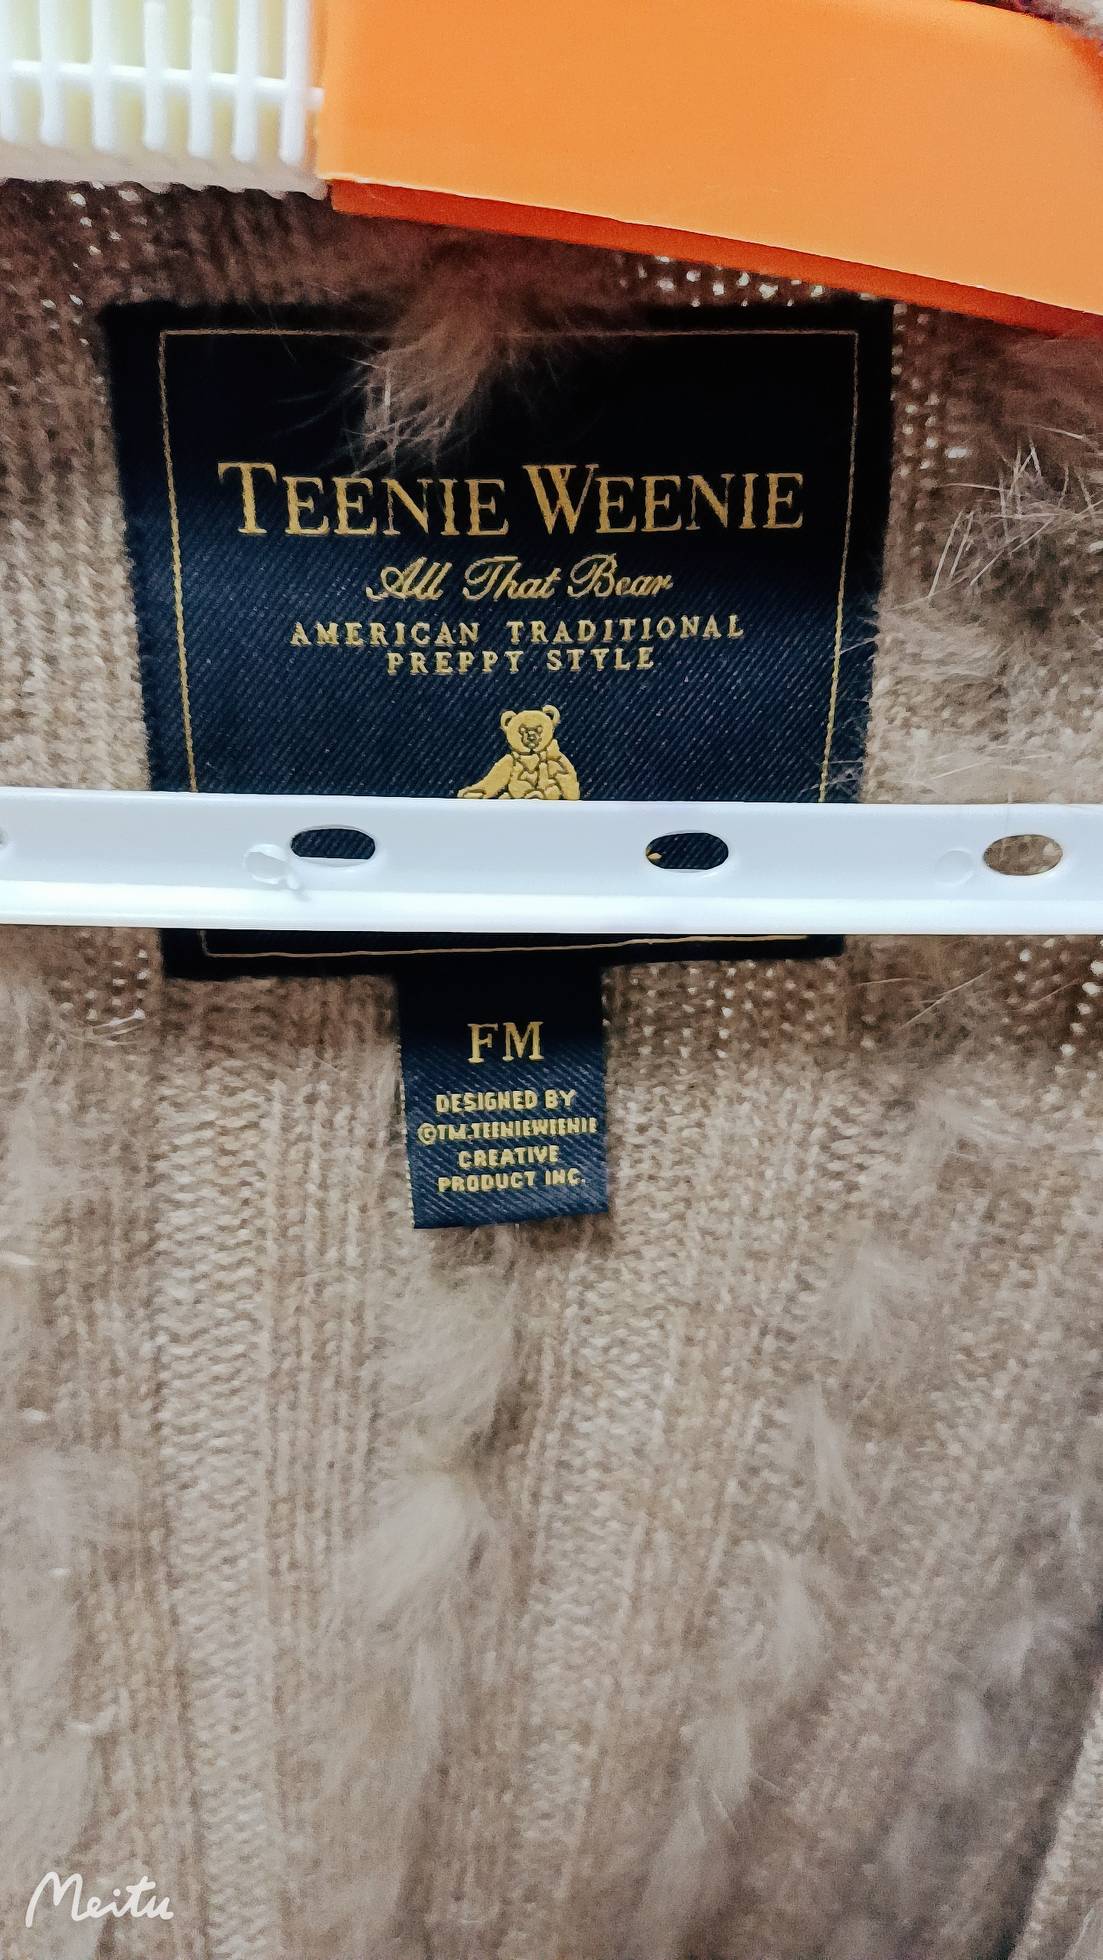 TEENIE WEENIE
All That Bear
AMERICAN TRADITIONAL
PREPPY STYLE
FM
DESIGNED BY
©TM.TEENIEWEENIE
CREATIVE
PRODUCT INC.
Meitu